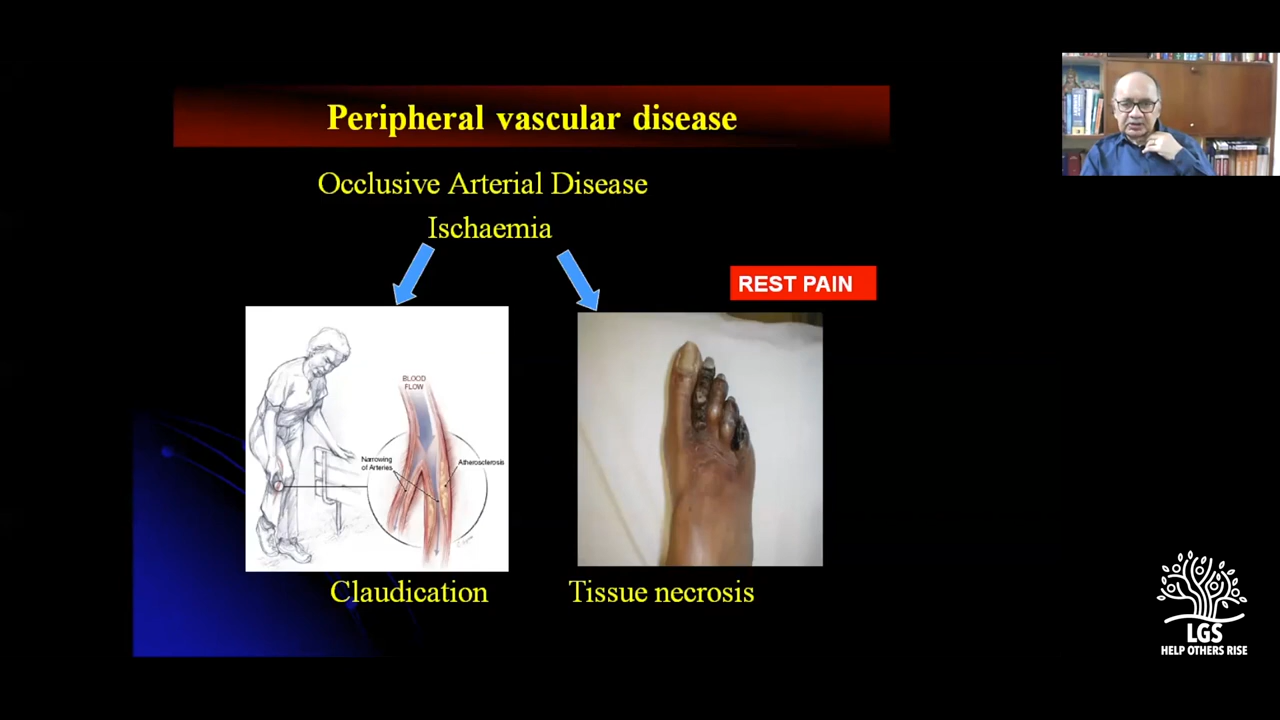 Peripheral vascular disease
Occlusive Arterial Disease
Ischaemia
REST PAIN
BLOOD
FLOW
Narrowing
of Arteries
Atherosclerosis
Claudication
Tissue necrosis
LGS
HELP OTHERS RISE